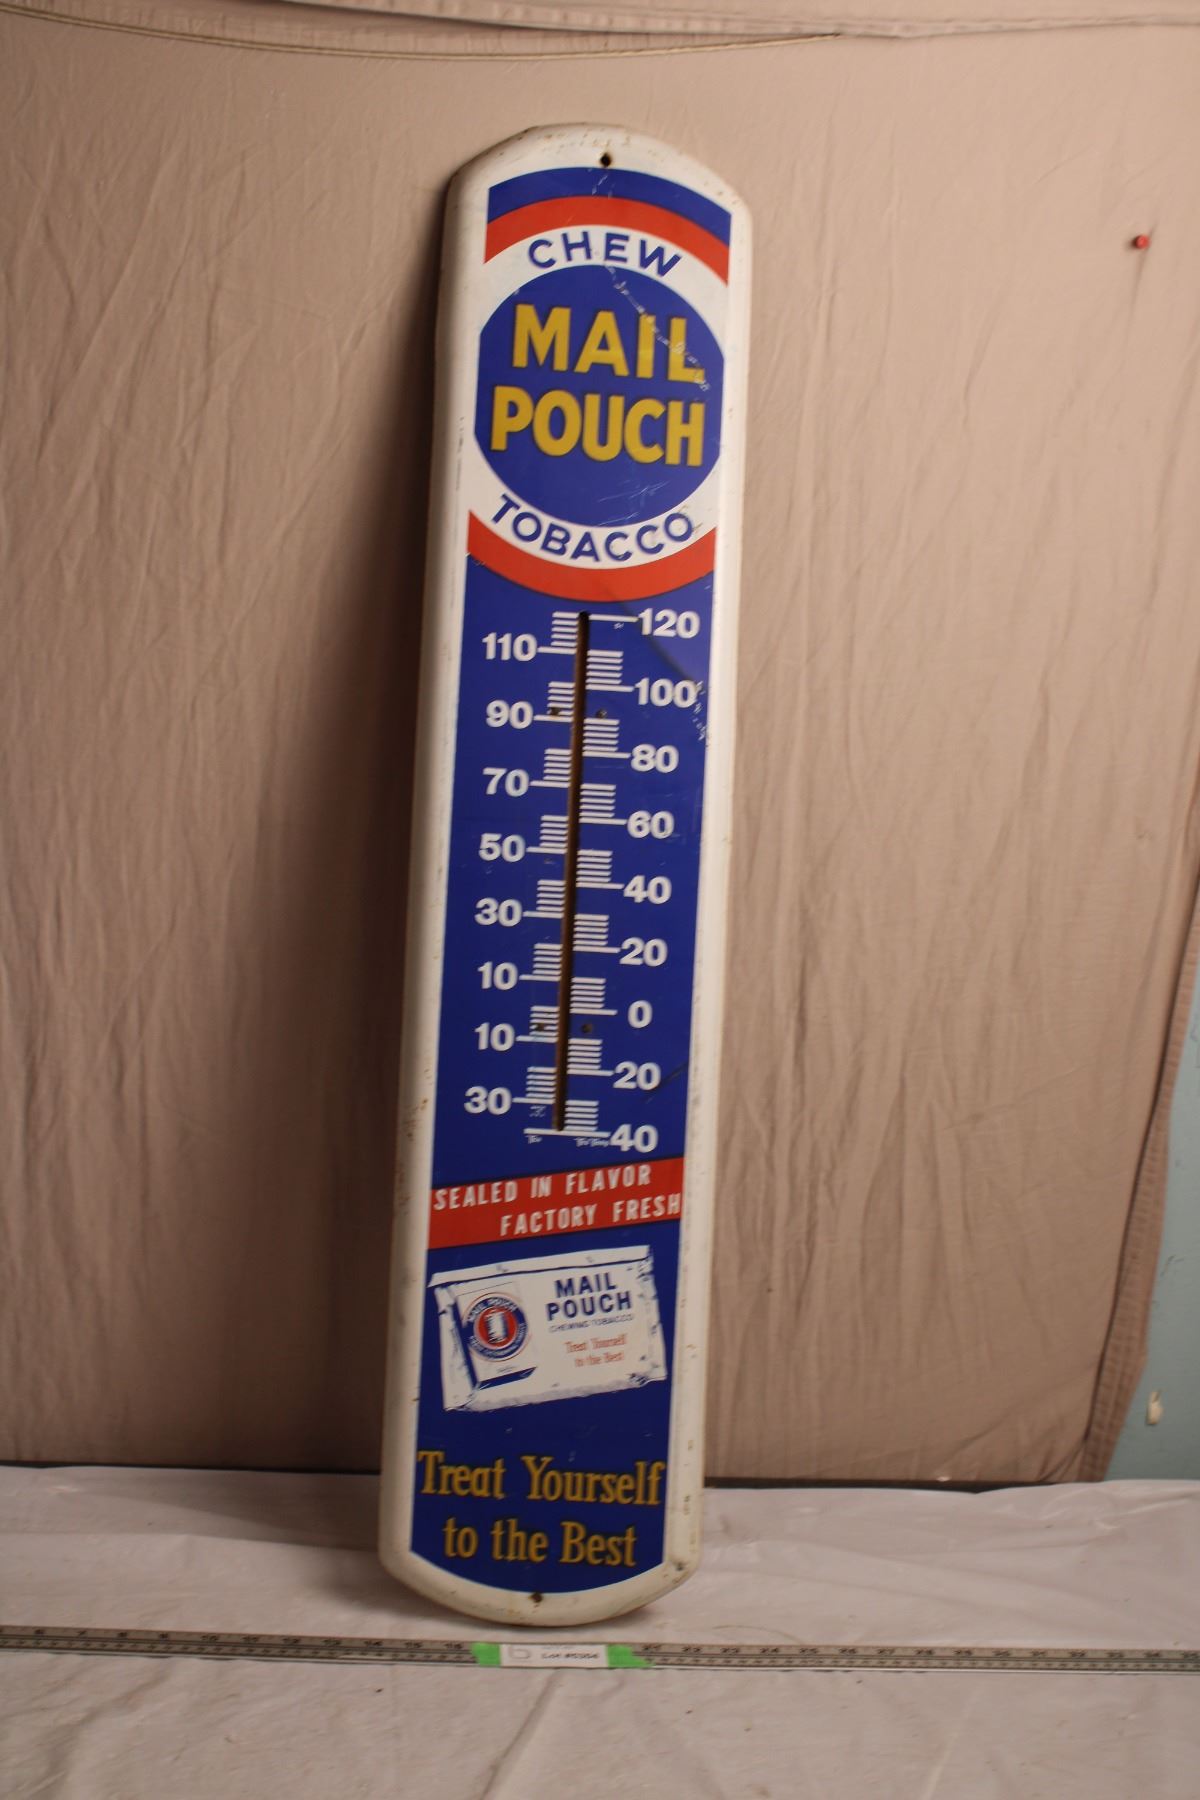 CHEW
MAIL
POUCH
TOBACCO
120
110
100
90
80
70
60
50
40
30
20
10
0
10
20
30
40
SEALED IN FLAVOR
FACTORY FRESH
MAIL POUCH
MAIL
POUCH
CHEWING TOBACCO
Treat Yourself
to the Best
Treat Yourself
to the Best